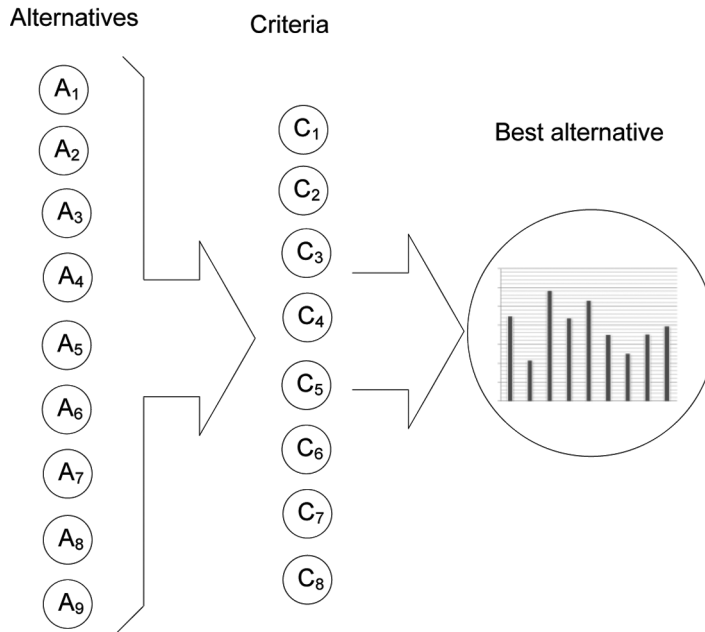 Alternatives
A₁
A₂
A₃
A₄
A₅
A₆
A₇
A₈
A₉
Criteria
C₁
C₂
C₃
C₄
C₅
C₆
C₇
C₈
Best alternative